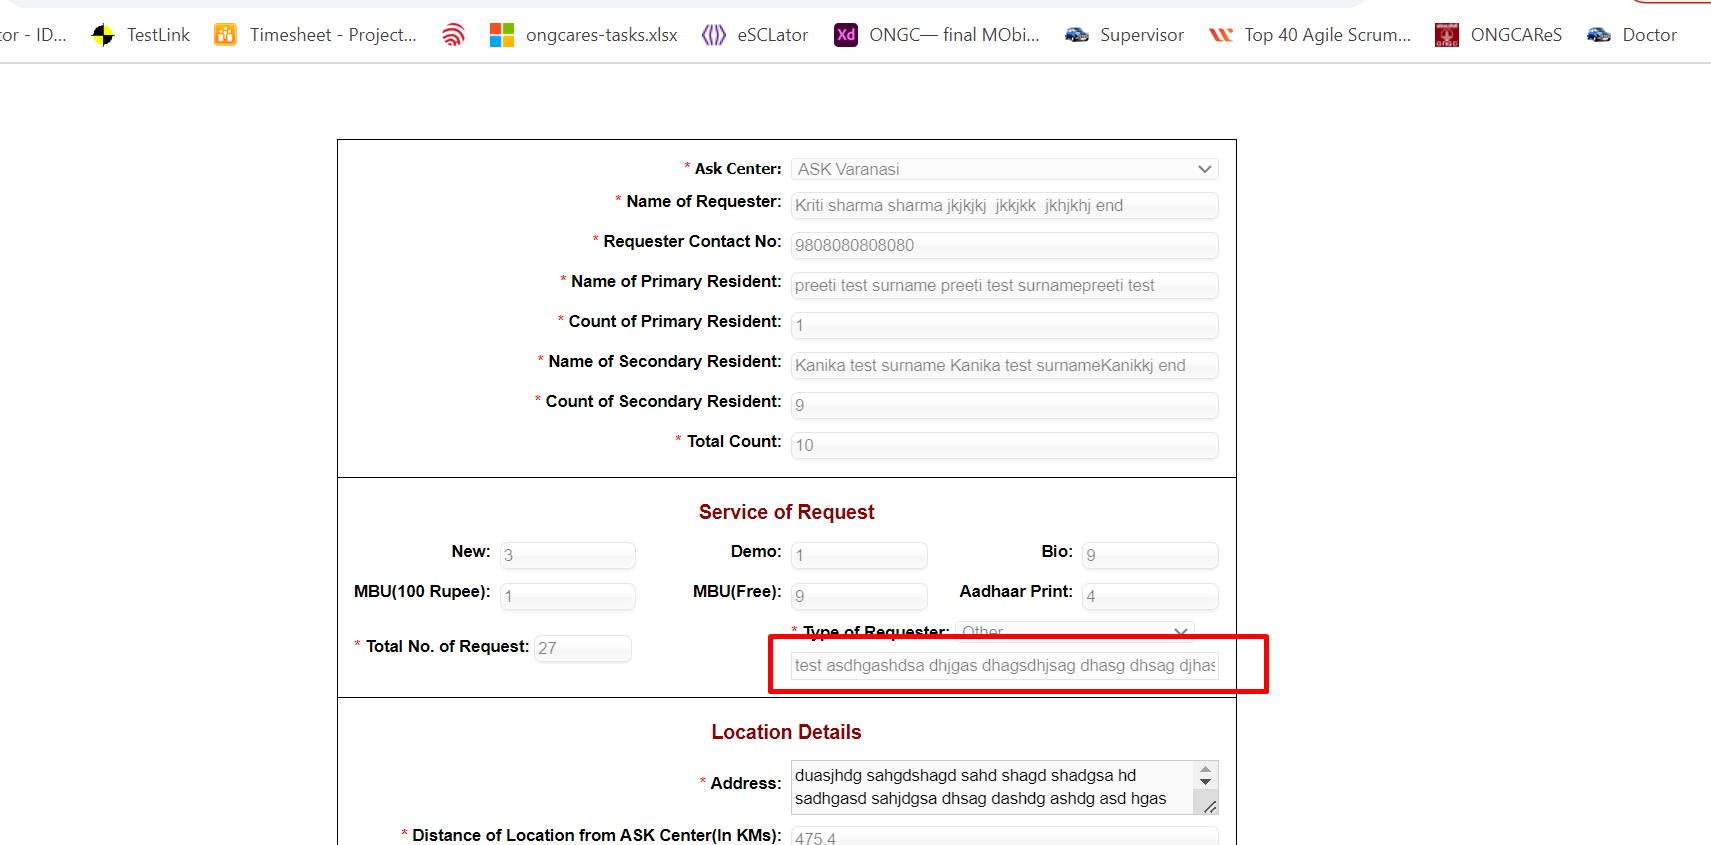 tor - ID...
TestLink
Timesheet - Project...
ongcares-tasks.xlsx
eSCLator
Xd
ONGC— final MObi...
Supervisor
Top 40 Agile Scrum...
ONGCAReS
Doctor
* Ask Center: ASK Varanasi
* Name of Requester: Kriti sharma sharma jkjkjkj  jkkjkk  jkhjkhj end
* Requester Contact No: 9808080808080
* Name of Primary Resident: preeti test surname preeti test surnamepreeti test
* Count of Primary Resident: 1
* Name of Secondary Resident: Kanika test surname Kanika test surnameKanikkj end
* Count of Secondary Resident: 9
* Total Count: 10
Service of Request
New: 3 Demo: 1 Bio: 9
MBU(100 Rupee): 1 MBU(Free): 9 Aadhaar Print: 4
* Type of Requester: Other
* Total No. of Request: 27
test asdhgashdsa dhjgas dhagsdhjsag dhasg dhsag djhas
Location Details
* Address: duasjhdg sahgdshagd sahd shagd shadgsa hd
sadhgasd sahjdgsa dhsag dashdg ashdg asd hgas
* Distance of Location from ASK Center(In KMs): 475.4